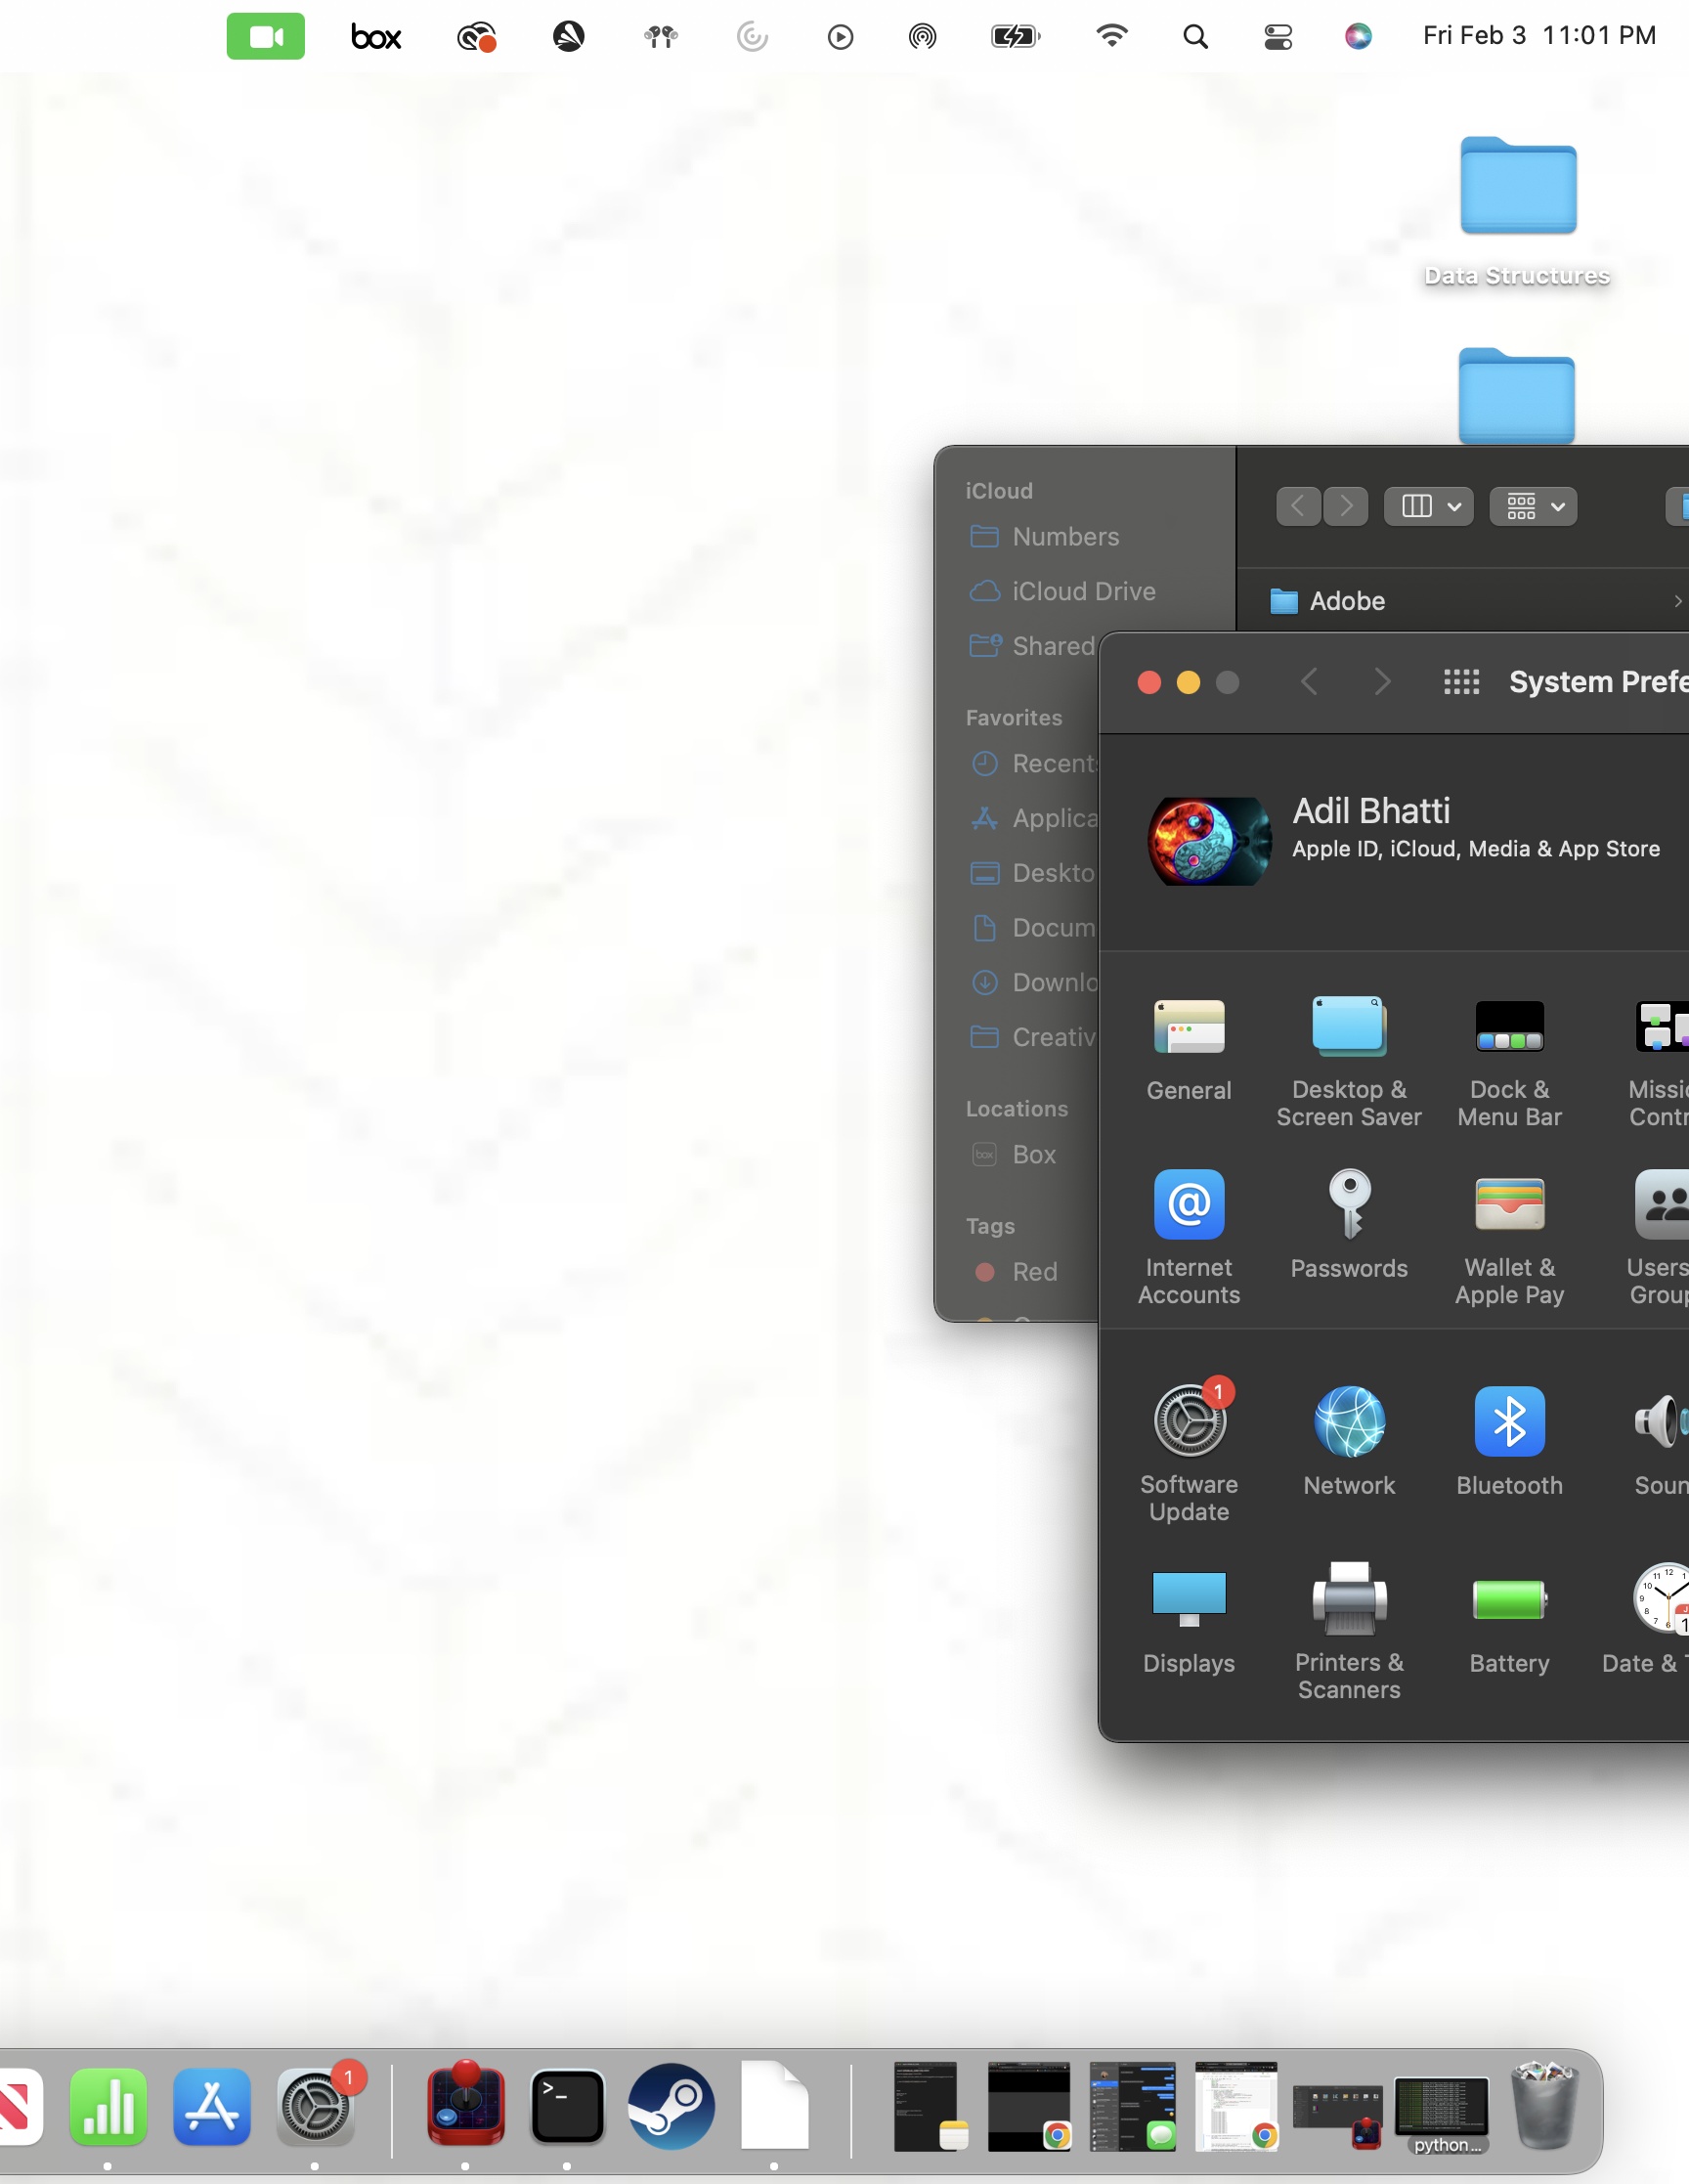 box
Fri Feb 3 11:01 PM
Data Structures
iCloud
Numbers
iCloud Drive
Shared
Adobe
System Prefe
Favorites
Recents
Applica
Deskto
Docum
Downlo
Creativ
Locations
box
Box
Tags
Red
Adil Bhatti
Apple ID, iCloud, Media & App Store
General
Desktop &
Screen Saver
Dock &
Menu Bar
Missic
Contr
Internet
Accounts
Passwords
Wallet &
Apple Pay
Users
Group
1
Software
Update
Network
Bluetooth
Soun
Displays
Printers &
Scanners
Battery
Date & T
1
>_
python...